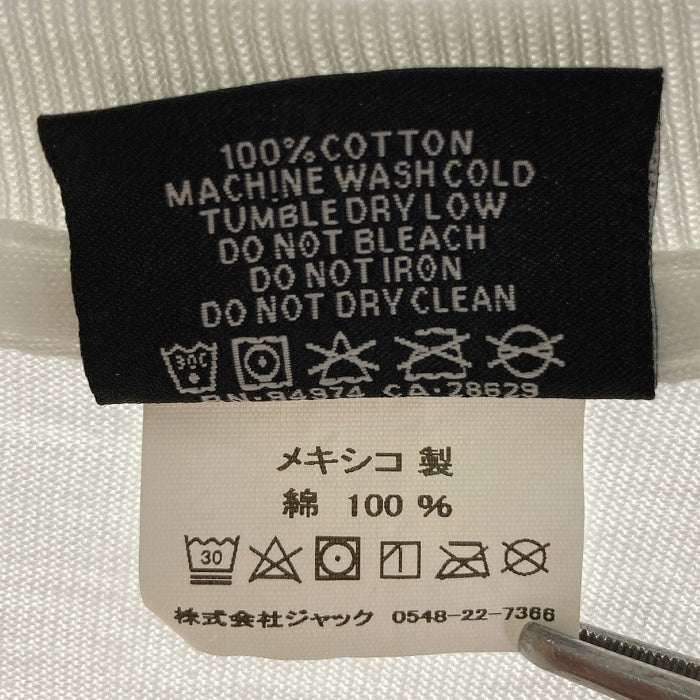 100% COTTON
MACHINE WASH COLD
TUMBLE DRY LOW
DO NOT BLEACH
DO NOT IRON
DO NOT DRY CLEAN
30C
RN·94974 CA·28629
メキシコ 製
綿 100 %
30
株式会社ジャック 0548-22-7366